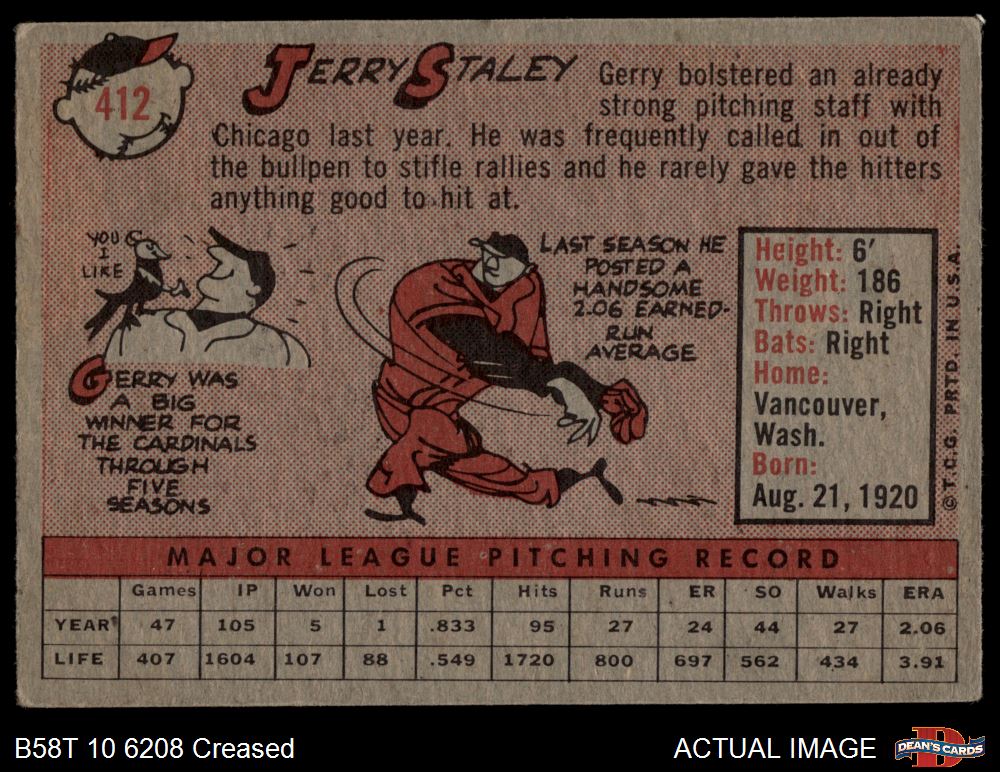 412
JERRY STALEY
Gerry bolstered an already
strong pitching staff with
Chicago last year. He was frequently called in out of
the bullpen to stifle rallies and he rarely gave the hitters
anything good to hit at.
YOU
I
LIKE
GERRY WAS
A BIG
WINNER FOR
THE CARDINALS
THROUGH
FIVE
SEASONS
LAST SEASON HE
POSTED A
HANDSOME
2.06 EARNED-
RUN
AVERAGE
Height: 6'
Weight: 186
Throws: Right
Bats: Right
Home:
Vancouver,
Wash.
Born:
Aug. 21, 1920
© T.C.G. PRTD. IN U.S.A.
MAJOR LEAGUE PITCHING RECORD
Games IP Won Lost Pct Hits Runs ER SO Walks ERA
YEAR 47 105 5 1 .833 95 27 24 44 27 2.06
LIFE 407 1604 107 88 .549 1720 800 697 562 434 3.91
B58T 10 6208 Creased
ACTUAL IMAGE
DEAN'S CARDS